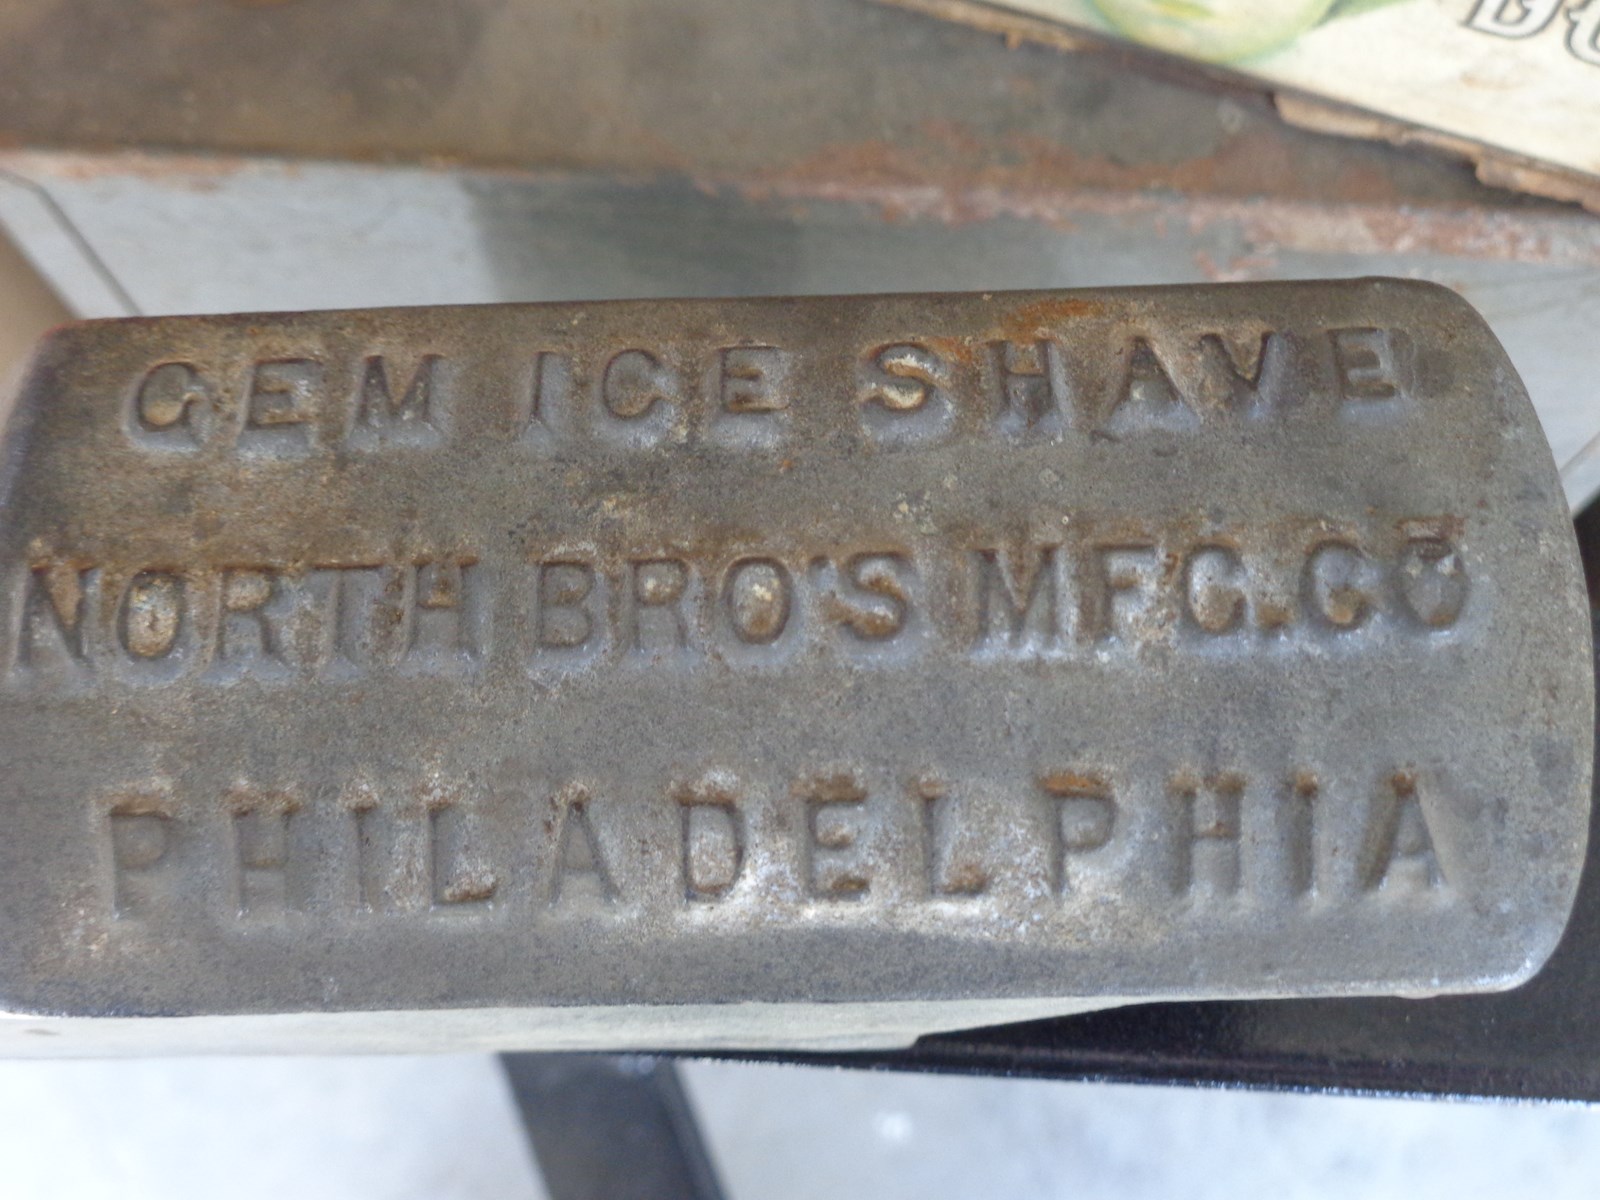 GEM ICE SHAVE
NORTH BRO'S MFG. CO
PHILADELPHIA